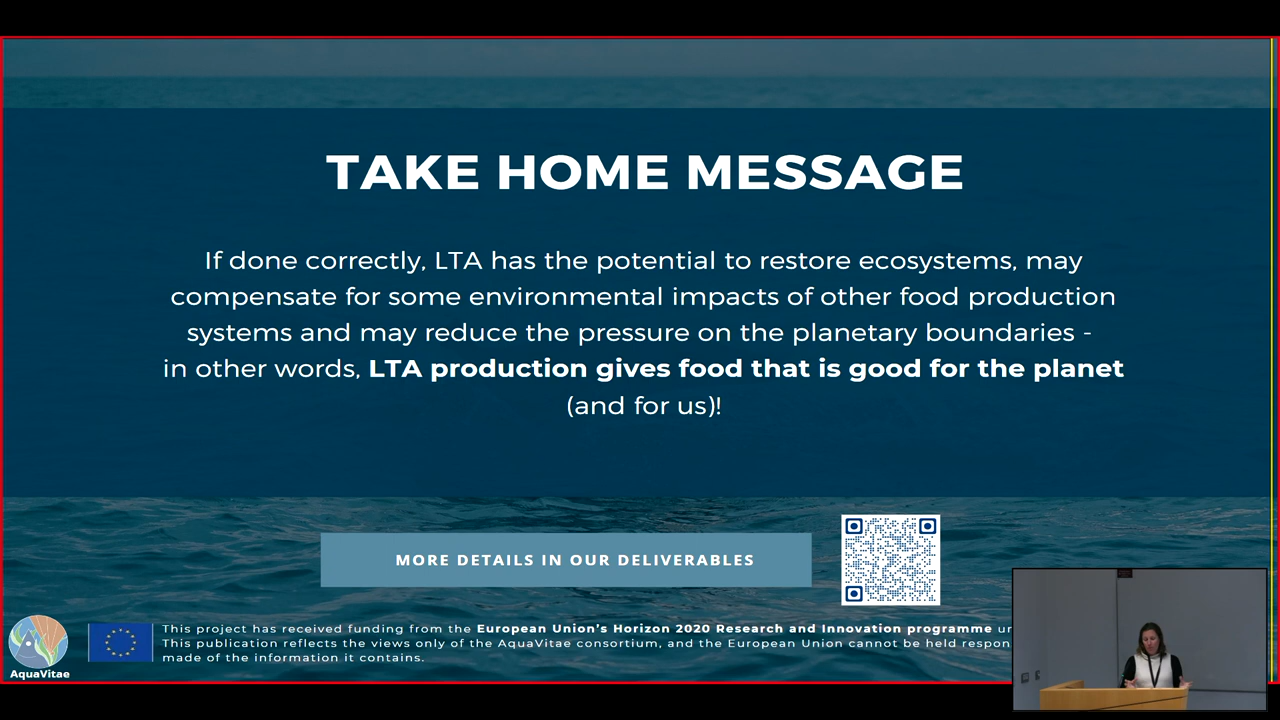 TAKE HOME MESSAGE
If done correctly, LTA has the potential to restore ecosystems, may
compensate for some environmental impacts of other food production
systems and may reduce the pressure on the planetary boundaries -
in other words, LTA production gives food that is good for the planet
(and for us)!
MORE DETAILS IN OUR DELIVERABLES
This project has received funding from the European Union's Horizon 2020 Research and Innovation programme
This publication reflects the views only of the AquaVitae consortium, and the European Union cannot be held
made of the information it contains.
AquaVitae